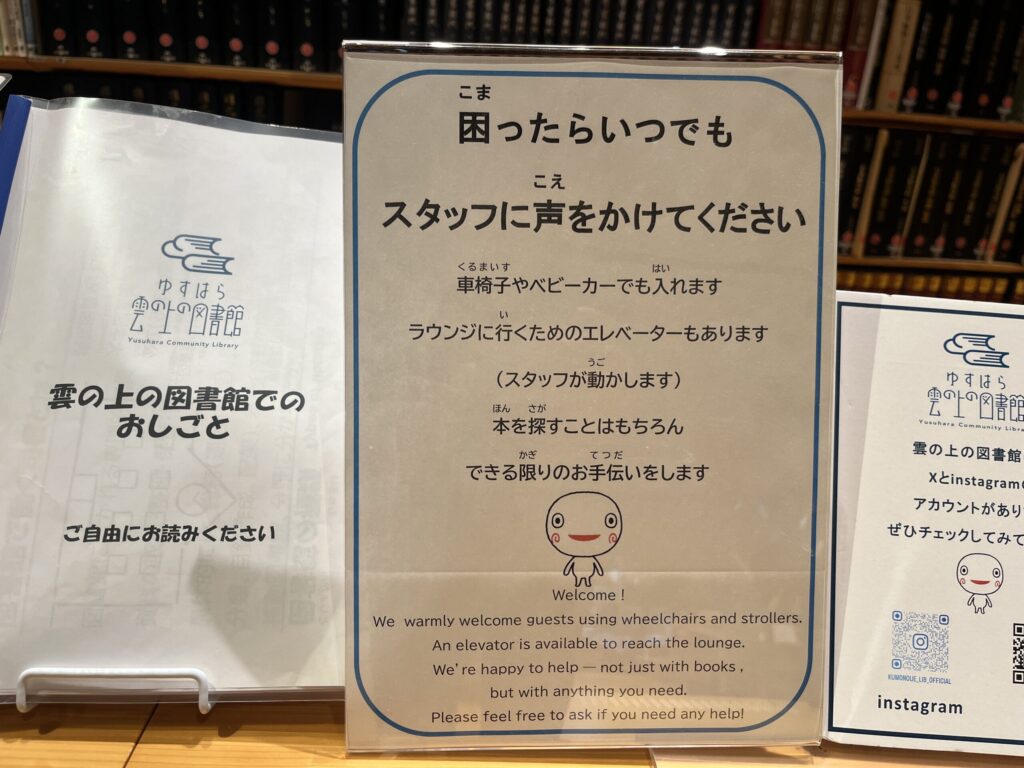 ゆすはら
雲の上の図書館
Yusuhara Community Library
雲の上の図書館での
おしごと
ご自由にお読みください
こま
困ったらいつでも
こえ
スタッフに声をかけてください
くるまいす はい
車椅子やベビーカーでも入れます
い
ラウンジに行くためのエレベーターもあります
うご
（スタッフが動かします）
ほん さが
本を探すことはもちろん
かぎ てつだ
できる限りのお手伝いをします
Welcome !
We warmly welcome guests using wheelchairs and strollers.
An elevator is available to reach the lounge.
We're happy to help — not just with books ,
but with anything you need.
Please feel free to ask if you need any help!
ゆすはら
雲の上の図書館
Yusuhara Community Libra
雲の上の図書館
Xとinstagramの
アカウントがあり
ぜひチェックしてみて
KUMONOUE_LIB_OFFICIAL
instagram